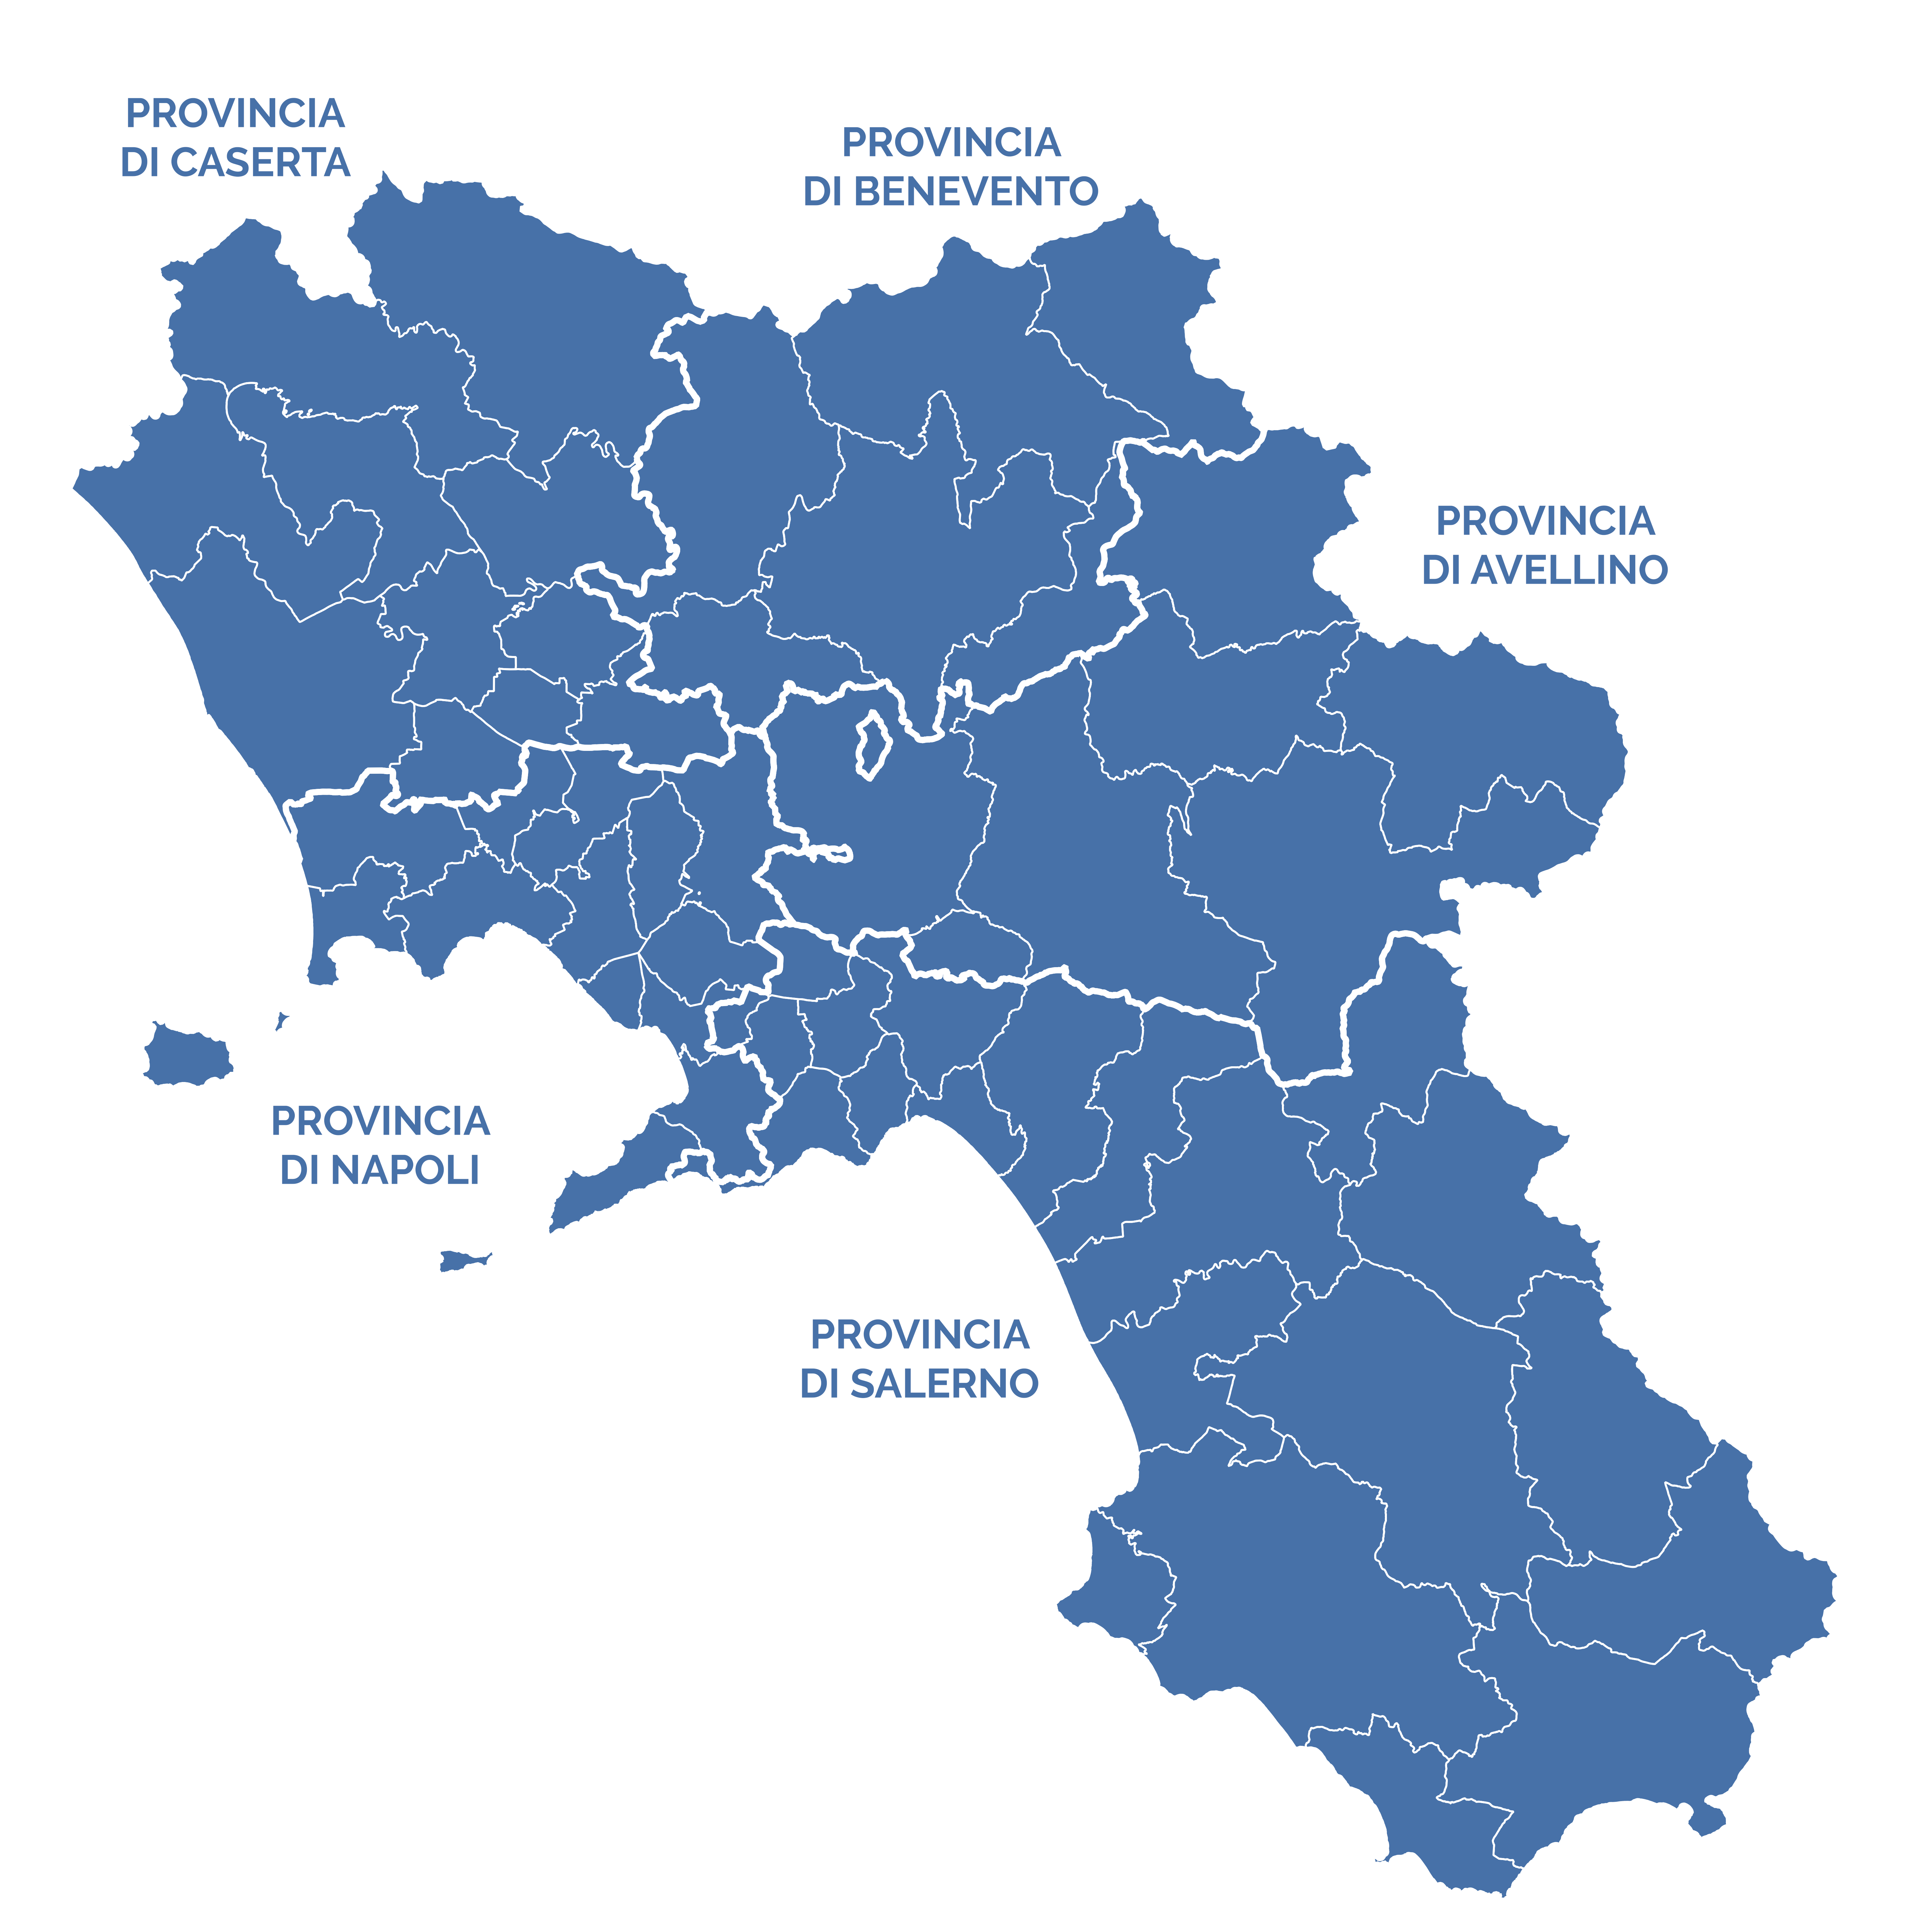 PROVINCIA
DI CASERTA
PROVINCIA
DI BENEVENTO
PROVINCIA
DI AVELLINO
PROVINCIA
DI NAPOLI
PROVINCIA
DI SALERNO